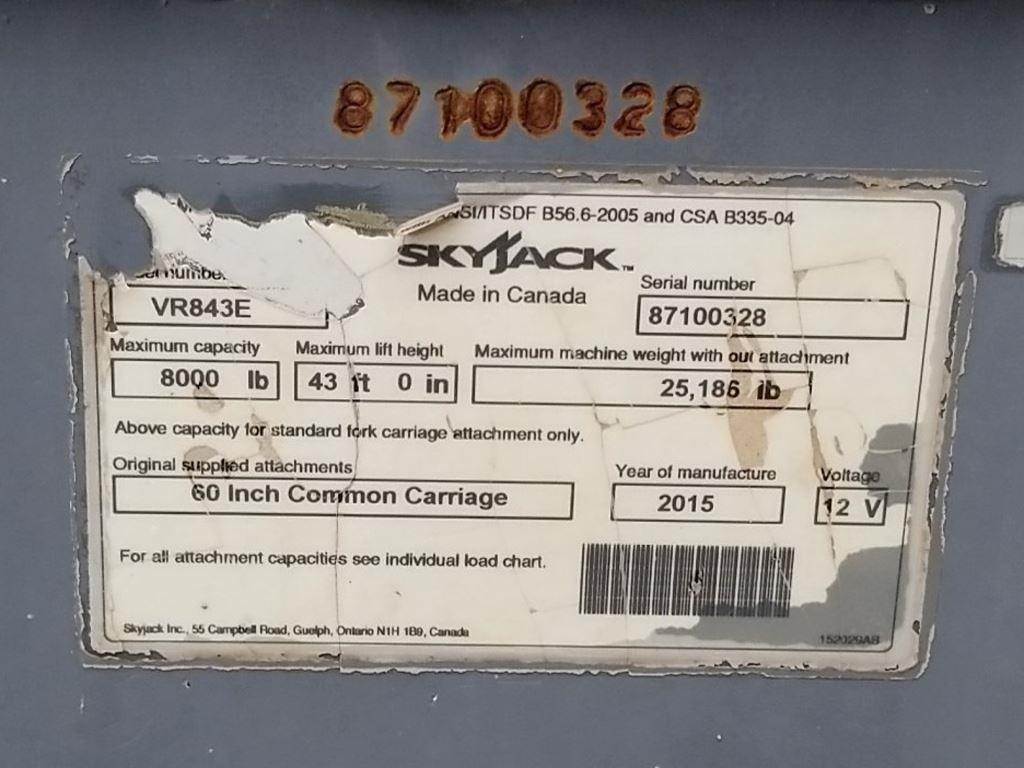 87100328
B56.6-2005 and CSA B335-04
SKYJACK™
Made in Canada
Serial number
VR843E
87100328
Maximum capacity Maximum lift height Maximum machine weight with out attachment
8000 lb 43 ft 0 in 25,186 lb
Above capacity for standard fork carriage attachment only.
Original supplied attachments Year of manufacture Voltage
60 Inch Common Carriage 2015 12 V
For all attachment capacities see individual load chart.
Skyjack Inc., 55 Campbell Road, Guelph, Ontario N1H 1B9, Canada
152029AB